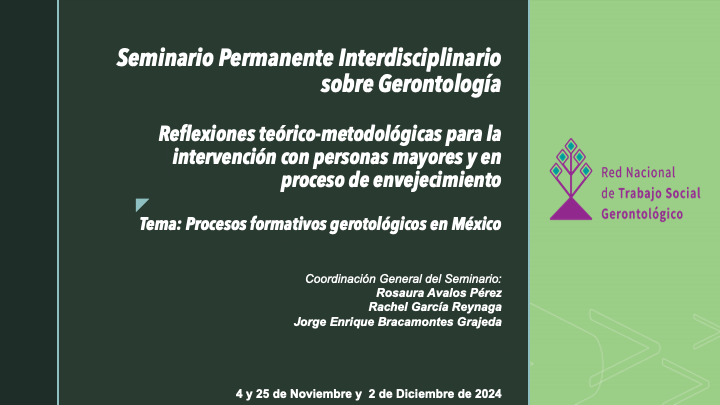 Seminario Permanente Interdisciplinario
sobre Gerontología
Reflexiones teórico-metodológicas para la
intervención con personas mayores y en
proceso de envejecimiento
Tema: Procesos formativos gerotológicos en México
Coordinación General del Seminario:
Rosaura Avalos Pérez
Rachel García Reynaga
Jorge Enrique Bracamontes Grajeda
4 y 25 de Noviembre y 2 de Diciembre de 2024
Red Nacional
de Trabajo Social
Gerontológico